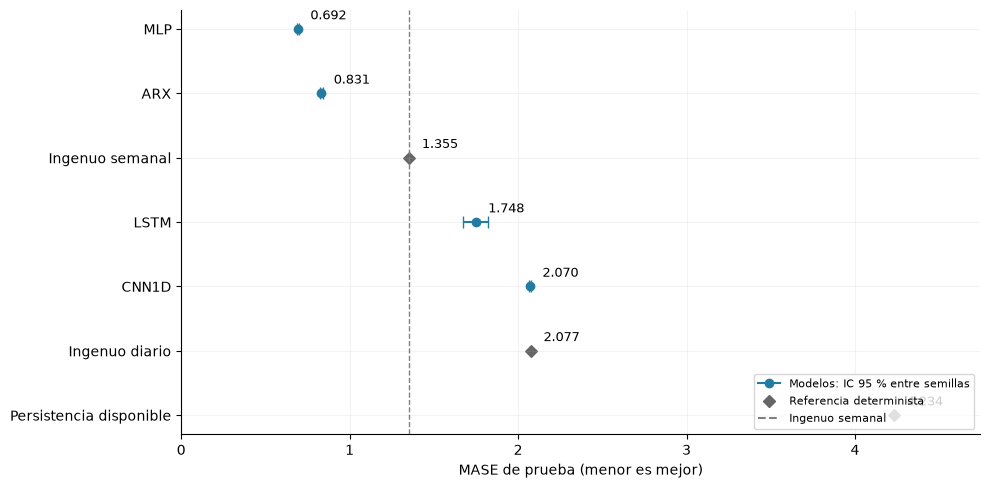 MLP
0.692
ARX
0.831
Ingenuo semanal
1.355
LSTM
1.748
CNN1D
2.070
Ingenuo diario
2.077
Persistencia disponible
Modelos: IC 95 % entre semillas
Referencia determinista
Ingenuo semanal
0 1 2 3 4
MASE de prueba (menor es mejor)